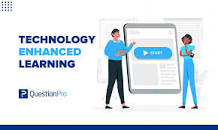 TECHNOLOGY
ENHANCED
LEARNING
QuestionPro
START